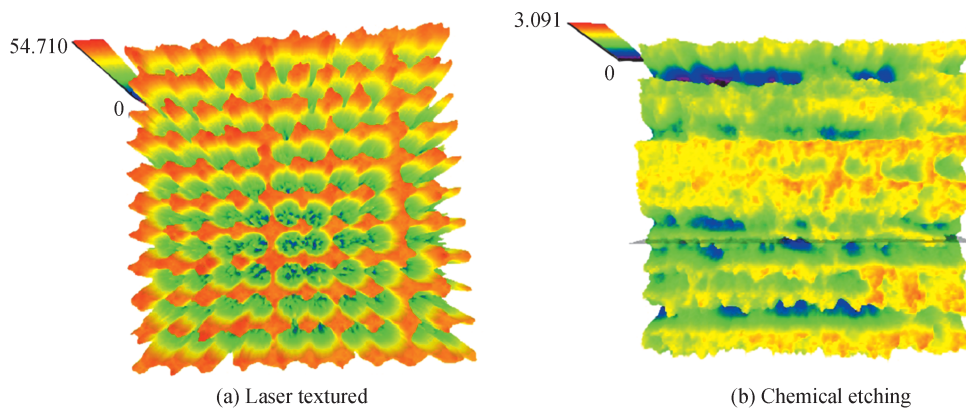 54.710
0
3.091
0
(a) Laser textured
(b) Chemical etching